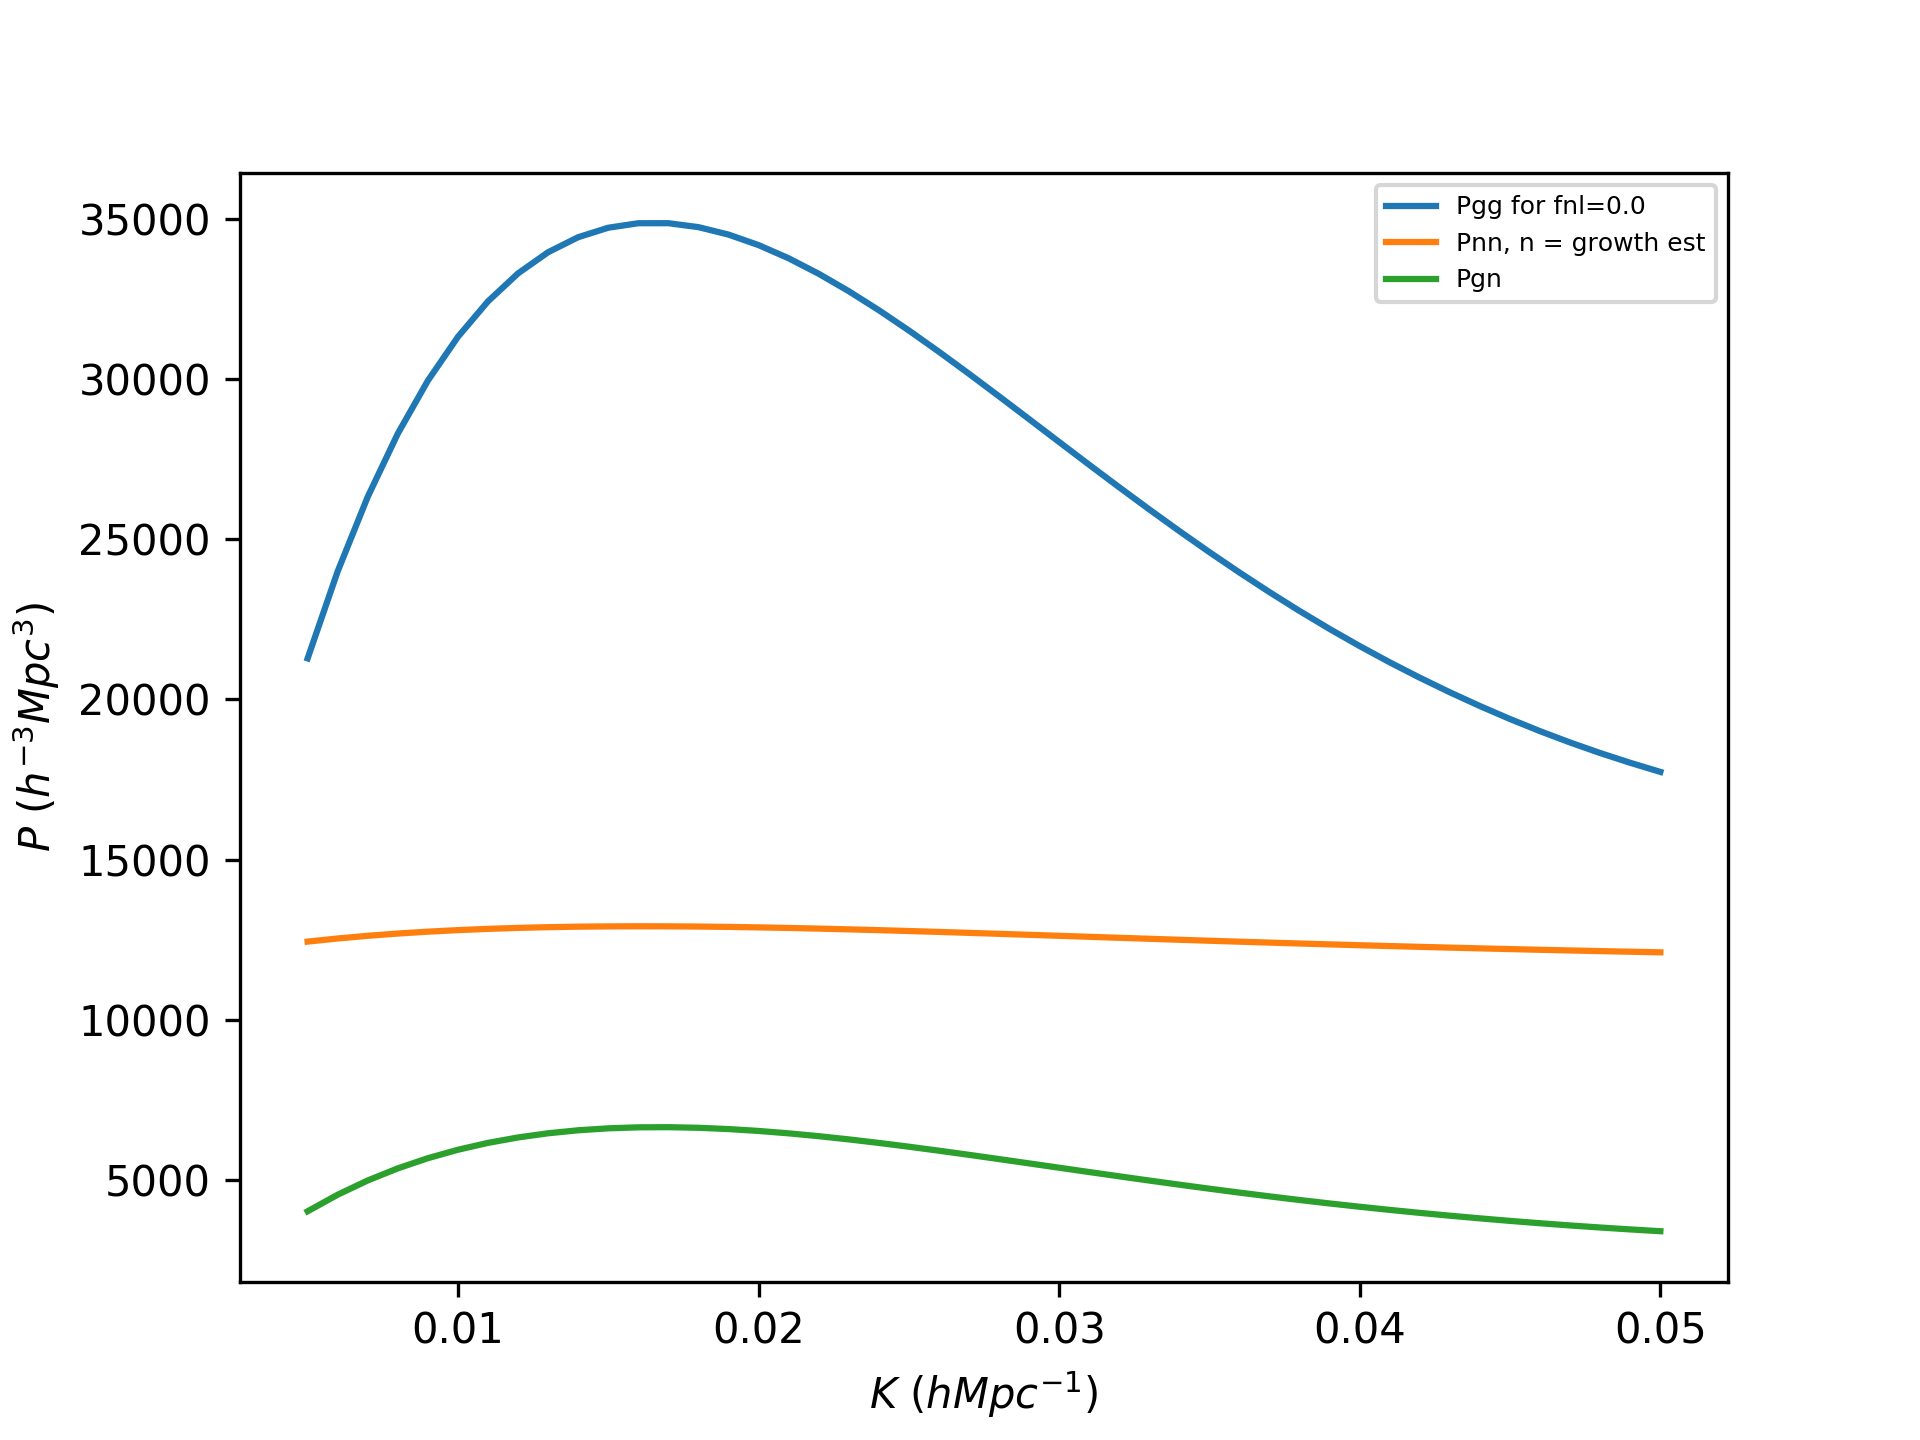 Pgg for fnl=0.0
Pnn, n = growth est
Pgn
35000
30000
25000
20000
15000
10000
5000
P (h⁻³Mpc³)
0.01 0.02 0.03 0.04 0.05
K (hMpc⁻¹)